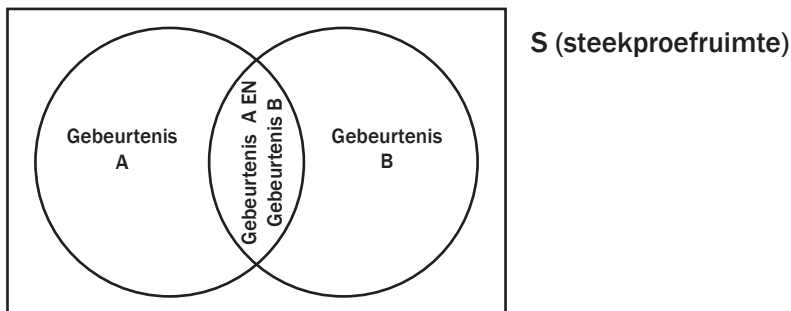 S (steekproefruimte)
Gebeurtenis
A
Gebeurtenis A EN
Gebeurtenis B
Gebeurtenis
B